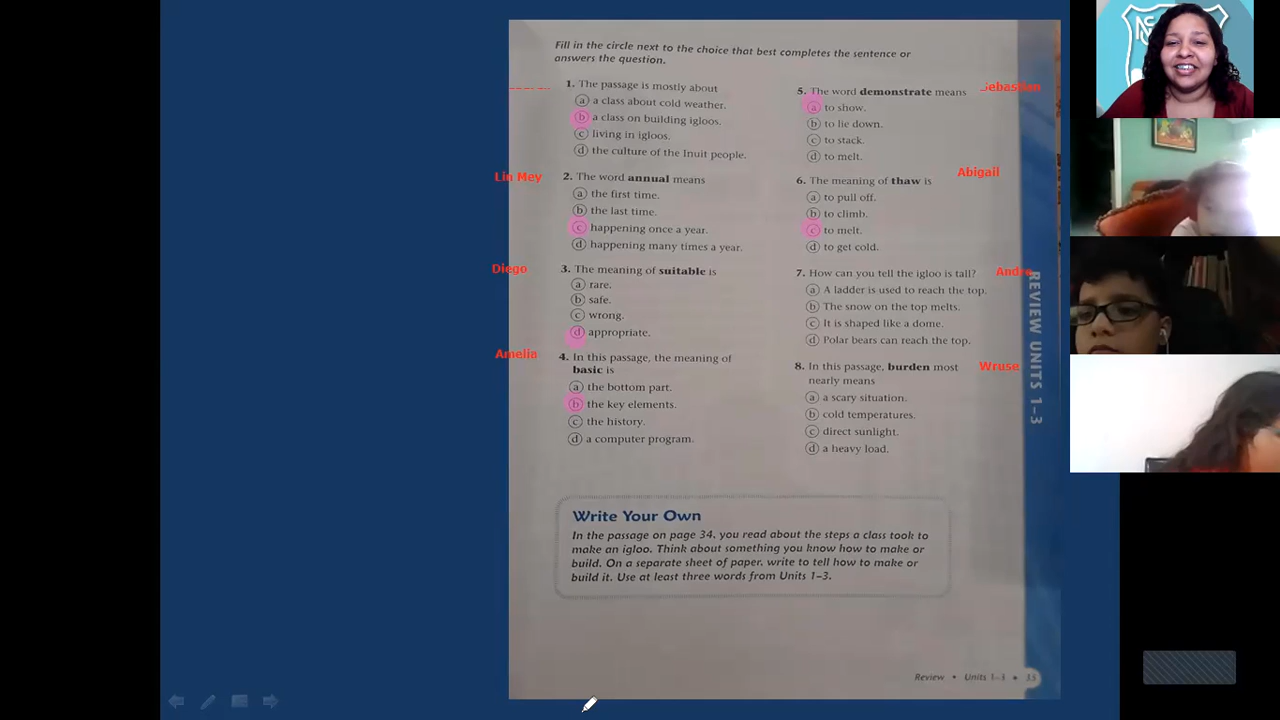 Fill in the circle next to the choice that best completes the sentence or
answers the question.
1. The passage is mostly about
a a class about cold weather.
b a class on building igloos.
c living in igloos.
d the culture of the Inuit people.
Lin Mey
2. The word annual means
a the first time.
b the last time.
c happening once a year.
d happening many times a year.
Diego
3. The meaning of suitable is
a rare.
b safe.
c wrong.
d appropriate.
Amelia
4. In this passage, the meaning of
basic is
a the bottom part.
b the key elements.
c the history.
d a computer program.
Sebastian
5. The word demonstrate means
a to show.
b to lie down.
c to stack.
d to melt.
Abigail
6. The meaning of thaw is
a to pull off.
b to climb.
c to melt.
d to get cold.
7. How can you tell the igloo is tall?
a A ladder is used to reach the top.
b The snow on the top melts.
c It is shaped like a dome.
d Polar bears can reach the top.
Wruse
8. In this passage, burden most
nearly means
a a scary situation.
b cold temperatures.
c direct sunlight.
d a heavy load.
Write Your Own
In the passage on page 34, you read about the steps a class took to
make an igloo. Think about something you know how to make or
build. On a separate sheet of paper, write to tell how to make or
build it. Use at least three words from Units 1–3.
REVIEW UNITS 1–3
Review • Units 1–3 • 35